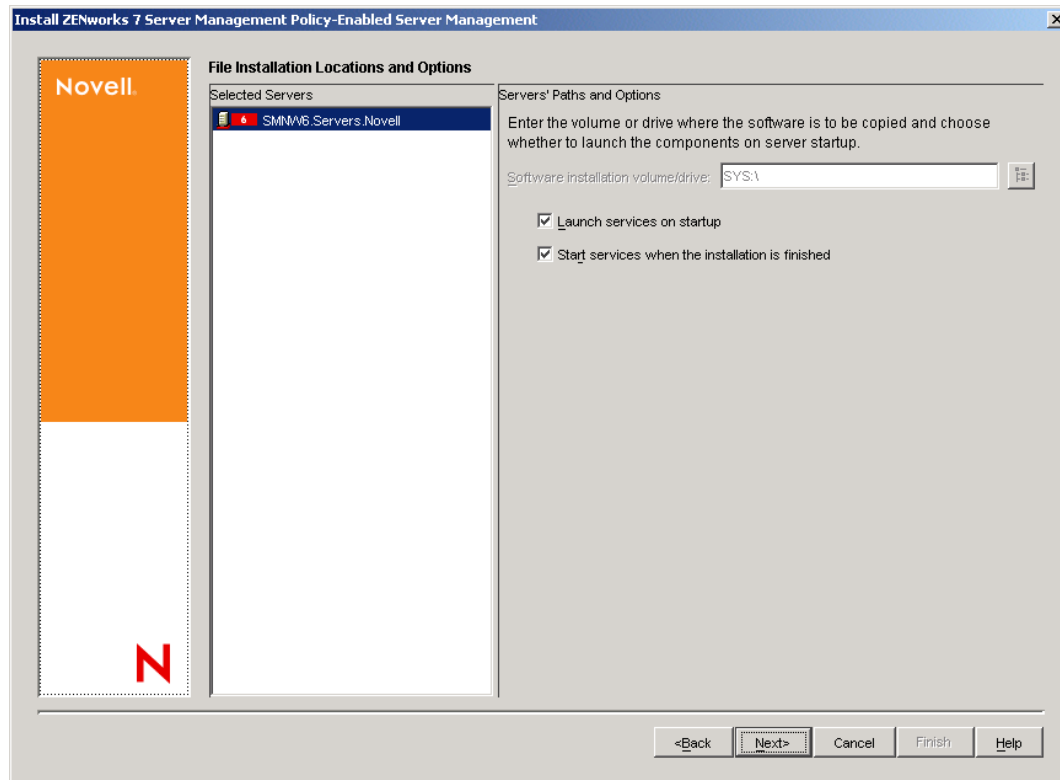 Install ZENworks 7 Server Management Policy-Enabled Server Management
Novell.
File Installation Locations and Options
Selected Servers
6 SMNW6.Servers.Novell
Servers' Paths and Options
Enter the volume or drive where the software is to be copied and choose
whether to launch the components on server startup.
Software installation volume/drive: SYS:\
Launch services on startup
Start services when the installation is finished
N
<Back Next> Cancel Finish Help